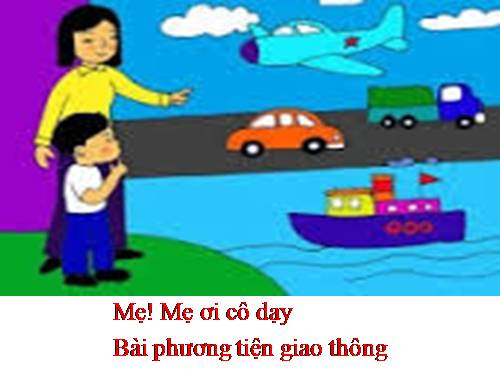 Mẹ! Mẹ ơi cô dạy
Bài phương tiện giao thông